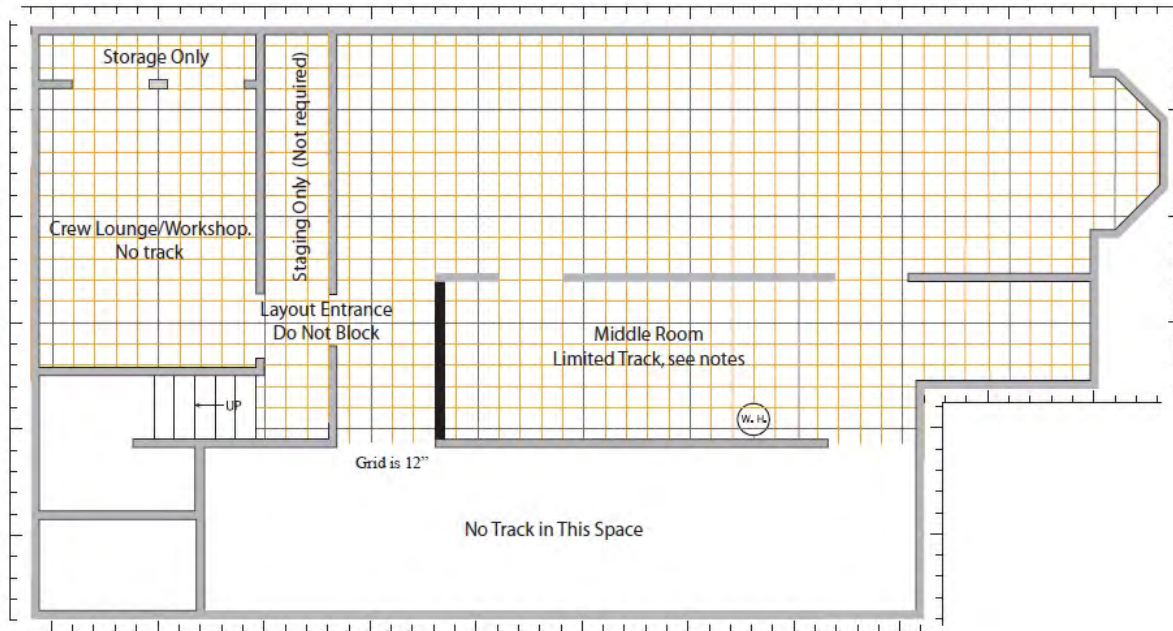 Storage Only
Staging Only (Not required)
Crew Lounge/Workshop.
No track
Layout Entrance
Do Not Block
Middle Room
Limited Track, see notes
UP
W. H.
Grid is 12”
No Track in This Space